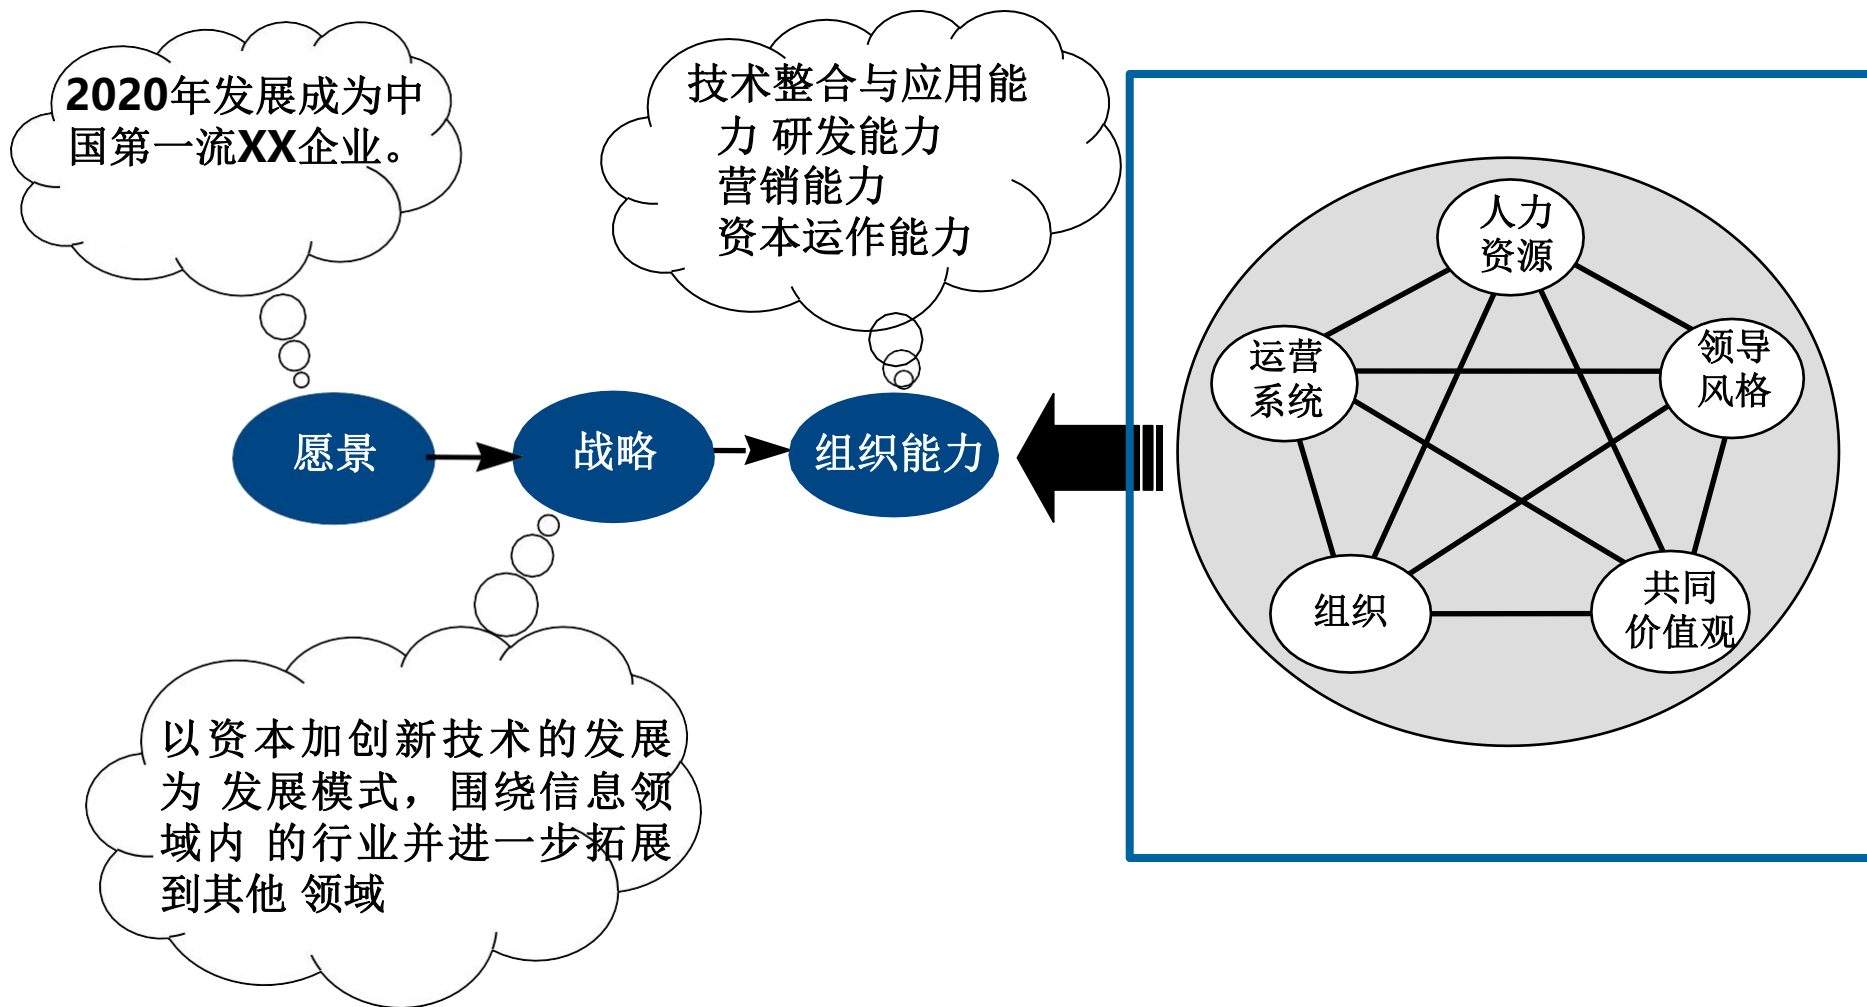 2020年发展成为中
国第一流XX企业。
技术整合与应用能
力 研发能力
营销能力
资本运作能力
愿景
战略
组织能力
以资本加创新技术的发展
为 发展模式，围绕信息领
域内 的行业并进一步拓展
到其他 领域
人力
资源
运营
系统
领导
风格
组织
共同
价值观